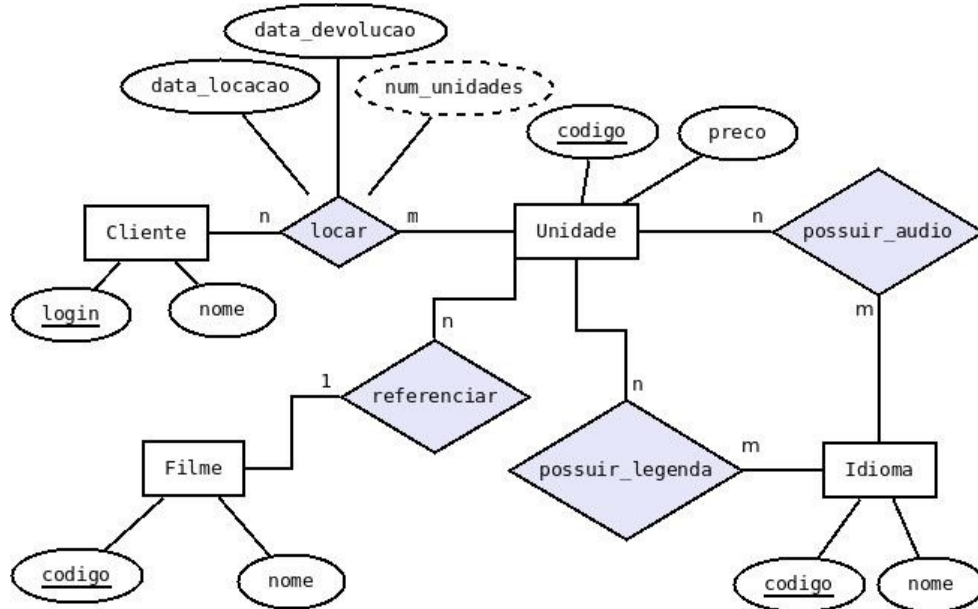 data_devolucao
data_locacao
num_unidades
codigo
preco
Cliente
n
locar
m
Unidade
n
possuir_audio
login
nome
m
n
1
referenciar
n
Filme
possuir_legenda
m
Idioma
codigo
nome
codigo
nome